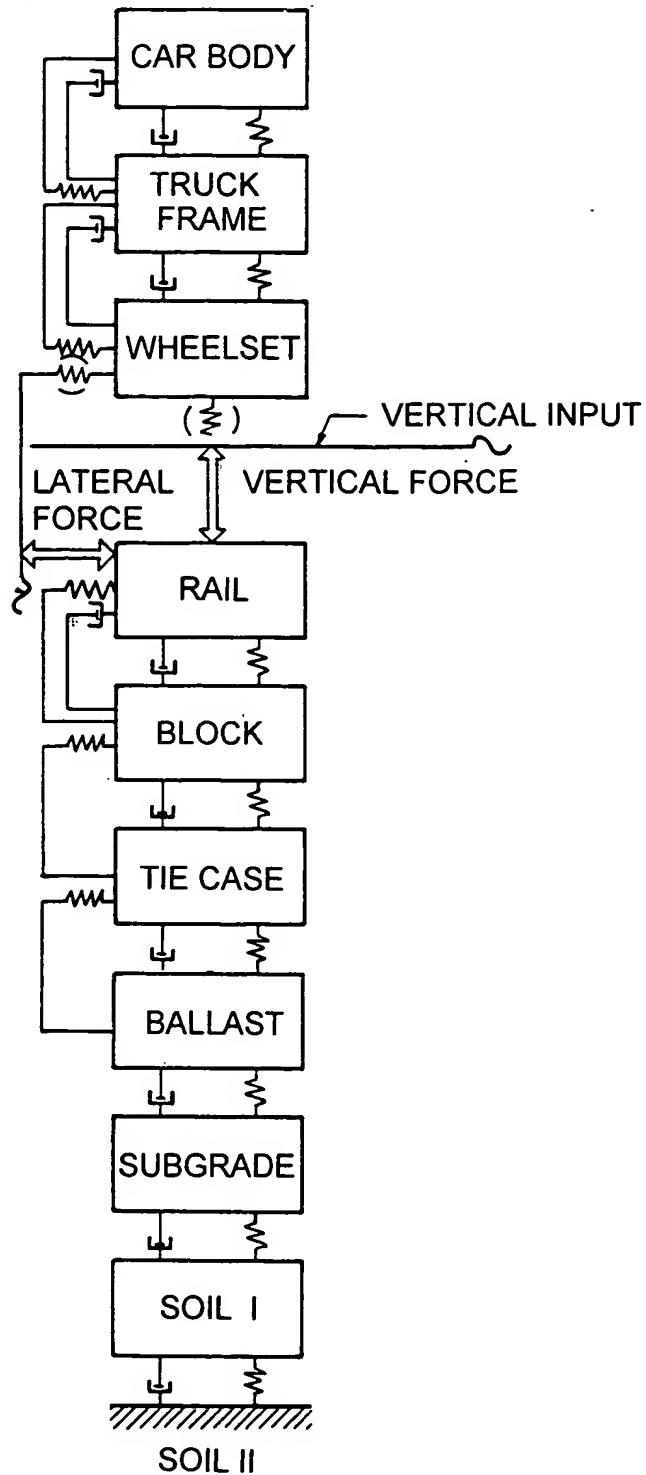 CAR BODY
TRUCK
FRAME
WHEELSET
( )
VERTICAL INPUT
LATERAL
FORCE
VERTICAL FORCE
RAIL
BLOCK
TIE CASE
BALLAST
SUBGRADE
SOIL I
SOIL II